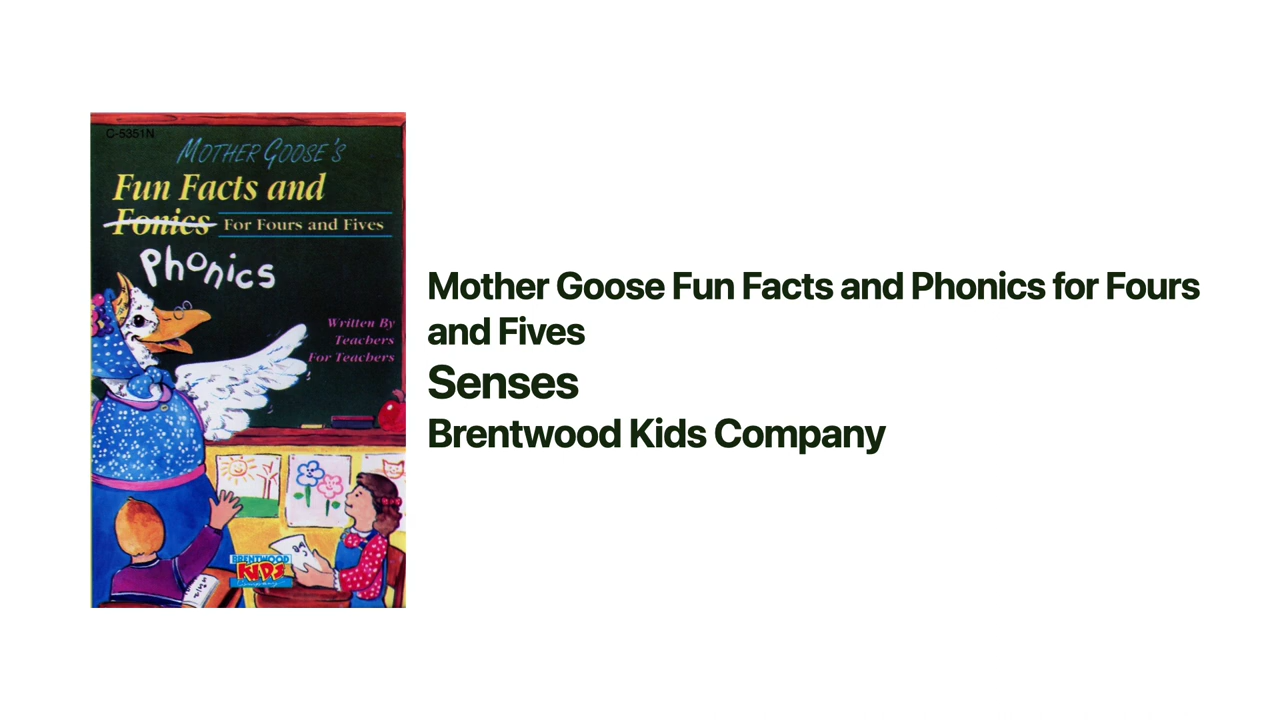 C-5351N
MOTHER GOOSE'S
Fun Facts and
Fonics For Fours and Fives
Phonics
Written By
Teachers
For Teachers
BRENTWOOD
KIDS
Company
Mother Goose Fun Facts and Phonics for Fours
and Fives
Senses
Brentwood Kids Company